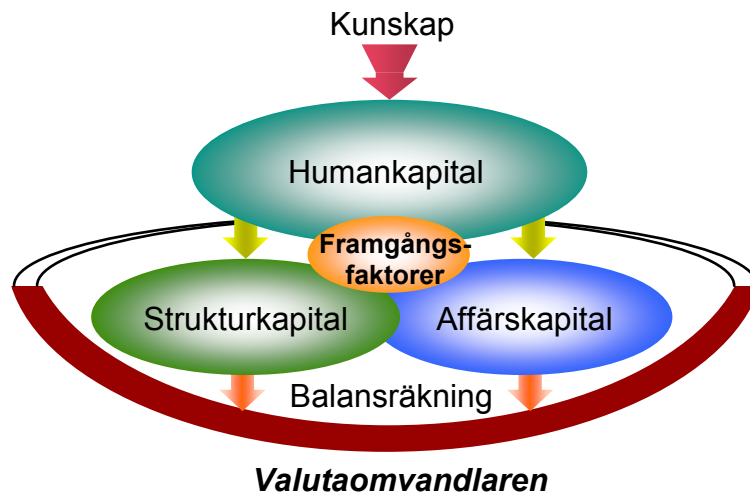 Kunskap
Humankapital
Framgångs-
faktorer
Strukturkapital
Affärskapital
Balansräkning
Valutaomvandlaren